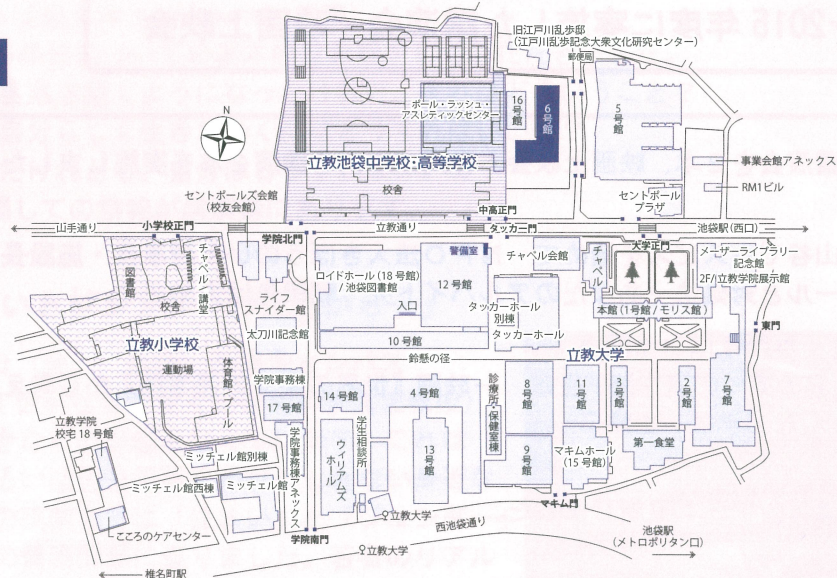 旧江戸川乱歩邸
（江戸川乱歩記念大衆文化研究センター）
郵便局
ポール・ラッシュ・
アスレティックセンター
16号館
6号館
5号館
N
立教池袋中学校・高等学校
校舎
事業会館アネックス
RM1ビル
セントポールズ会館
（校友会館）
セントポール
プラザ
中高正門
山手通り
小学校正門
学院北門
立教通り
タッカー門
池袋駅（西口）
大学正門
図書館
チャペル・講堂
校舎
警備室
チャペル会館
チャペル
メーザーライブラリー
記念館
2F/立教学院展示館
ロイドホール（18号館）
/池袋図書館
12号館
入口
ライフ
スナイダー館
タッカーホール
別棟
タッカーホール
本館（1号館/モリス館）
太刀川記念館
10号館
東門
立教小学校
運動場
体育館・プール
鈴懸の径
立教大学
学院事務棟
17号館
14号館
4号館
診療所・保健室棟
8号館
11号館
3号館
2号館
7号館
立教学院
校宅18号館
学院事務棟アネックス
ウィリアムズホール
学生相談所
13号館
9号館
マキムホール
（15号館）
第一食堂
ミッチェル館別棟
ミッチェル館西棟
ミッチェル館
こころのケアセンター
学院南門
立教大学
立教大学
西池袋通り
マキム門
池袋駅
（メトロポリタン口）
椎名町駅